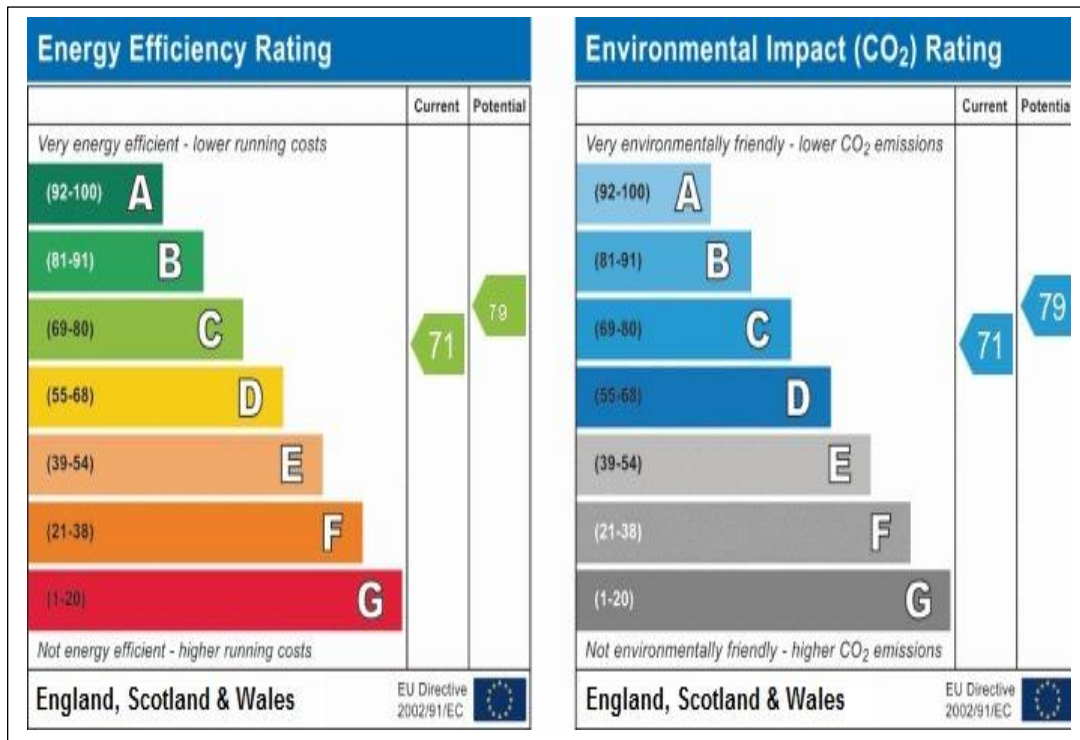 Energy Efficiency Rating
Current Potential
Very energy efficient - lower running costs
(92-100) A
(81-91) B
(69-80) C
(55-68) D
(39-54) E
(21-38) F
(1-20) G
71
79
Not energy efficient - higher running costs
England, Scotland & Wales
EU Directive
2002/91/EC
Environmental Impact (CO₂) Rating
Current Potential
Very environmentally friendly - lower CO₂ emissions
(92-100) A
(81-91) B
(69-80) C
(55-68) D
(39-54) E
(21-38) F
(1-20) G
71
79
Not environmentally friendly - higher CO₂ emissions
England, Scotland & Wales
EU Directive
2002/91/EC